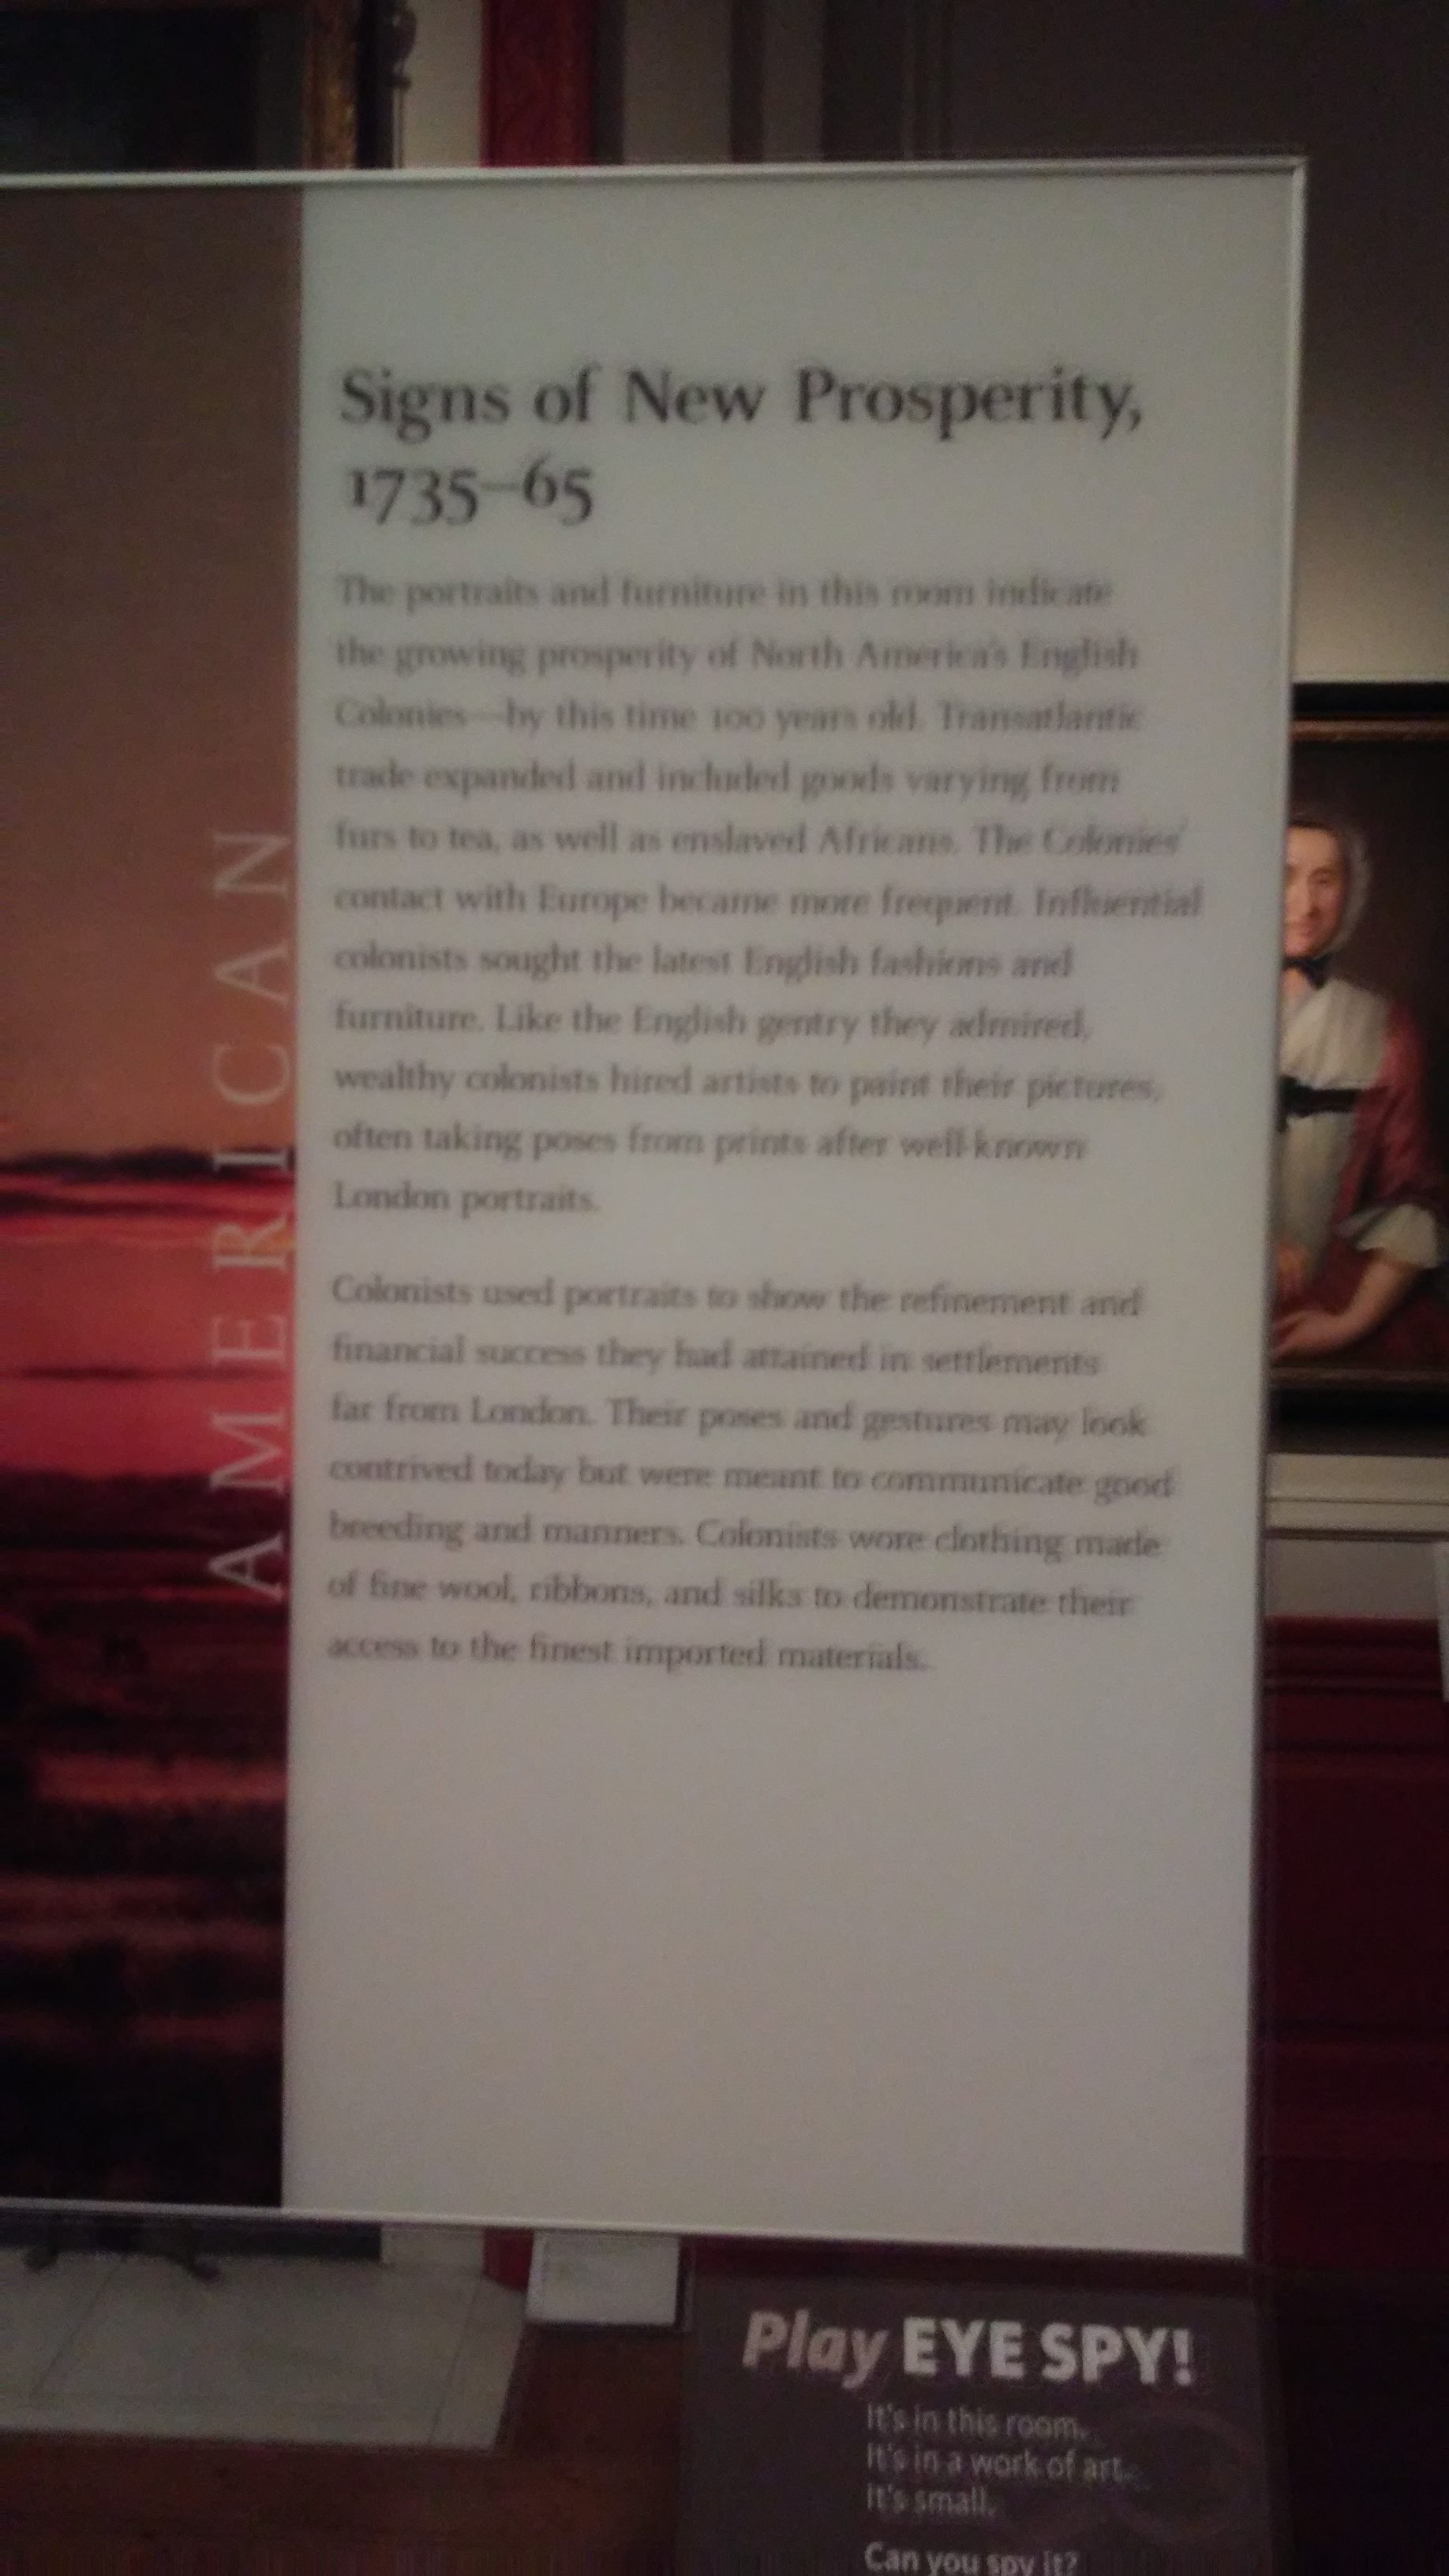 AMERICAN
Signs of New Prosperity,
1735–65
The portraits and furniture in this room indicate
the growing prosperity of North America's English
Colonies—by this time 100 years old. Transatlantic
trade expanded and included goods varying from
furs to tea, as well as enslaved Africans. The Colonies'
contact with Europe became more frequent. Influential
colonists sought the latest English fashions and
furniture. Like the English gentry they admired,
wealthy colonists hired artists to paint their pictures,
often taking poses from prints after well-known
London portraits.
Colonists used portraits to show the refinement and
financial success they had attained in settlements
far from London. Their poses and gestures may look
contrived today but were meant to communicate good
breeding and manners. Colonists wore clothing made
of fine wool, ribbons, and silks to demonstrate their
access to the finest imported materials.
Play EYE SPY!
It's in this room.
It's in a work of art.
It's small.
Can you spy it?